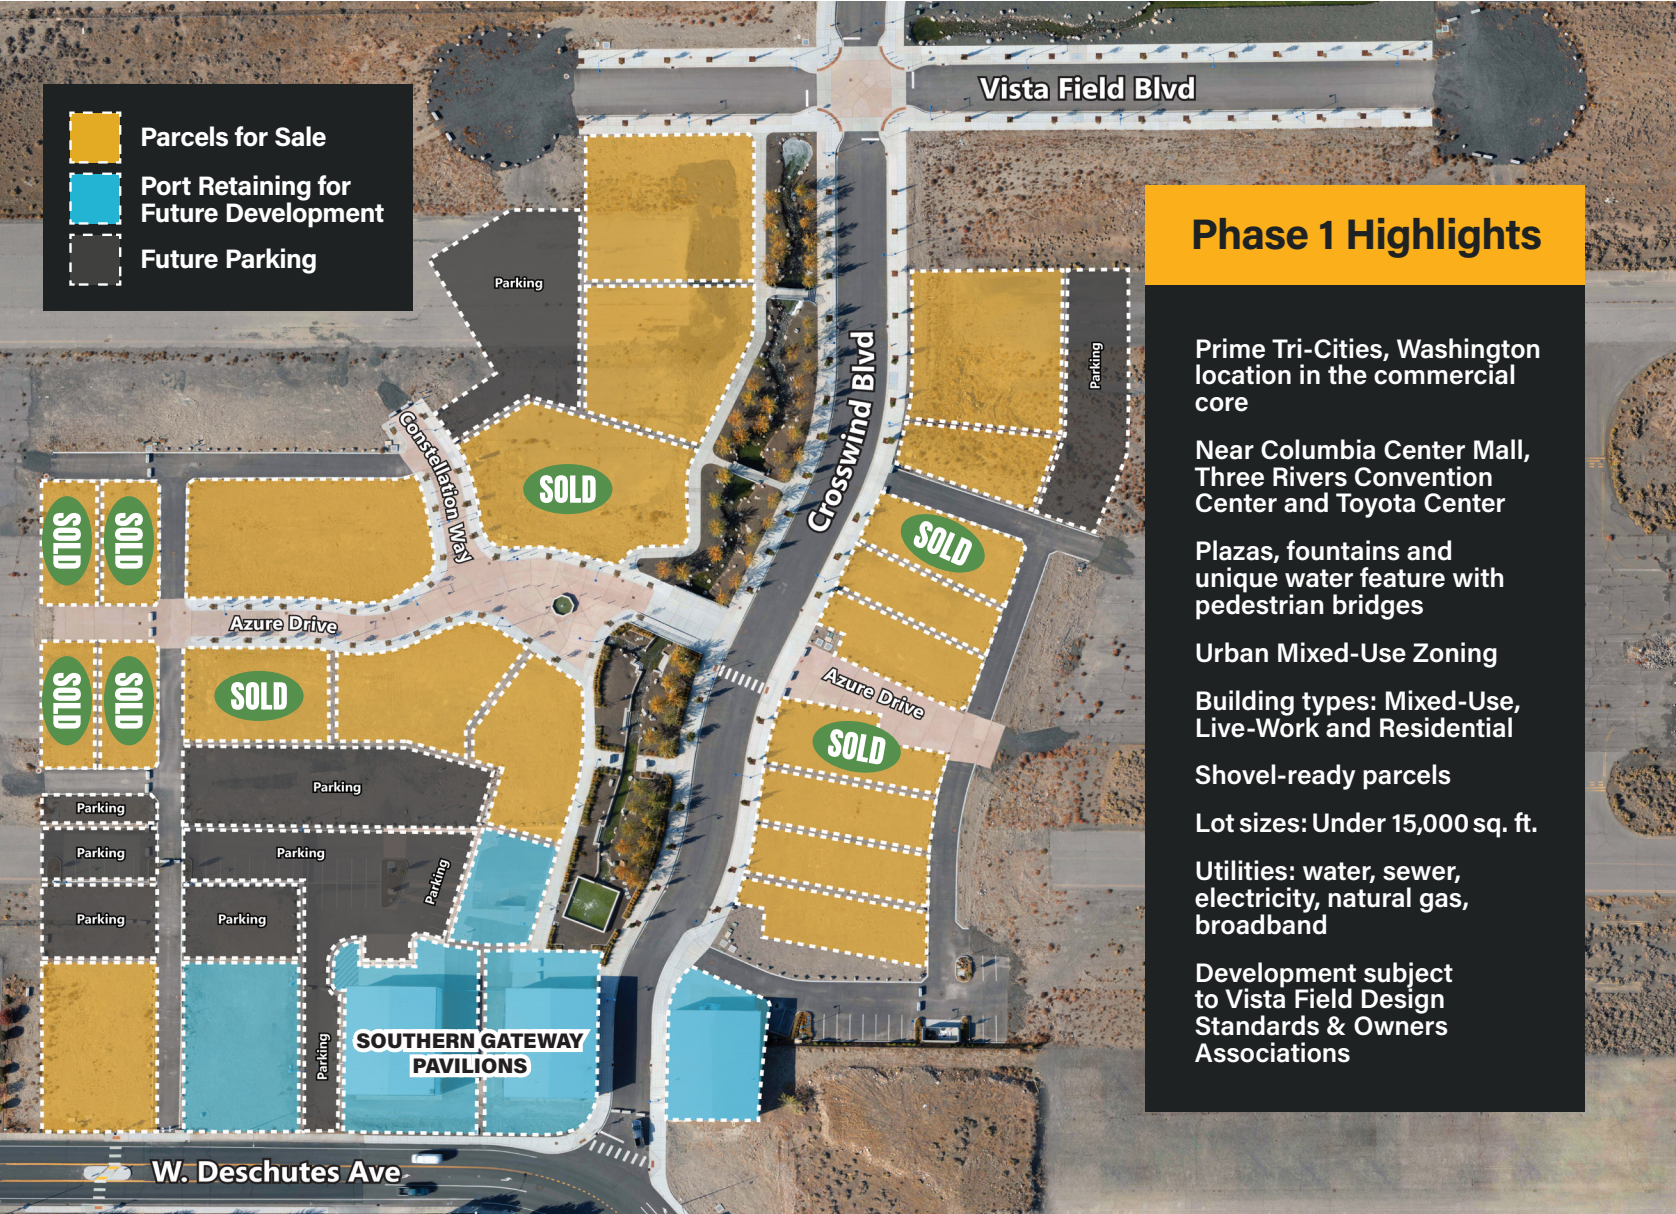 Vista Field Blvd
Parcels for Sale
Port Retaining for
Future Development
Future Parking
Phase 1 Highlights
Prime Tri-Cities, Washington
location in the commercial
core
Near Columbia Center Mall,
Three Rivers Convention
Center and Toyota Center
Plazas, fountains and
unique water feature with
pedestrian bridges
Urban Mixed-Use Zoning
Building types: Mixed-Use,
Live-Work and Residential
Shovel-ready parcels
Lot sizes: Under 15,000 sq. ft.
Utilities: water, sewer,
electricity, natural gas,
broadband
Development subject
to Vista Field Design
Standards & Owners
Associations
Parking
Parking
Crosswind Blvd
Constellation Way
SOLD
SOLD
SOLD
SOLD
Azure Drive
SOLD
SOLD
SOLD
Azure Drive
SOLD
Parking
Parking
Parking
Parking
Parking
Parking
Parking
Parking
SOUTHERN GATEWAY
PAVILIONS
W. Deschutes Ave